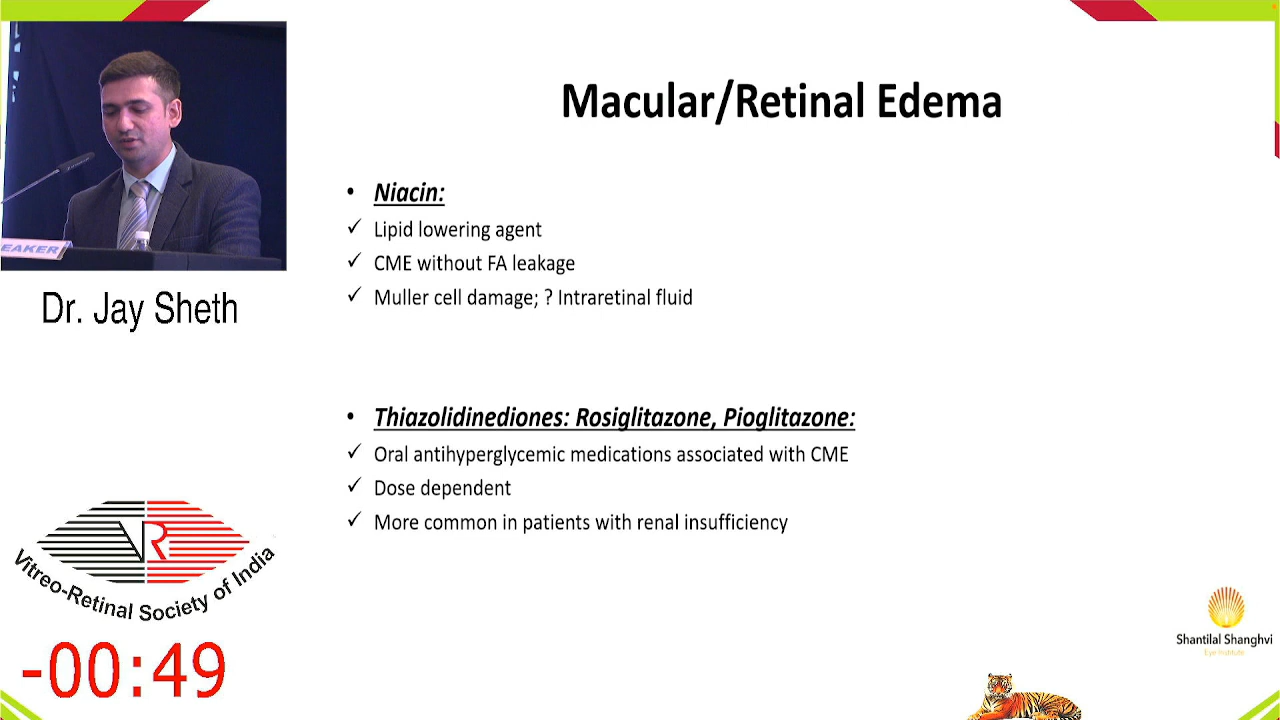 Macular/Retinal Edema
• Niacin:
✓ Lipid lowering agent
✓ CME without FA leakage
✓ Muller cell damage; ? Intraretinal fluid
• Thiazolidinediones: Rosiglitazone, Pioglitazone:
✓ Oral antihyperglycemic medications associated with CME
✓ Dose dependent
✓ More common in patients with renal insufficiency
EAKER
Dr. Jay Sheth
VR
Vitreo-Retinal Society of India
-00:49
Shantilal Shanghvi
Eye Institute